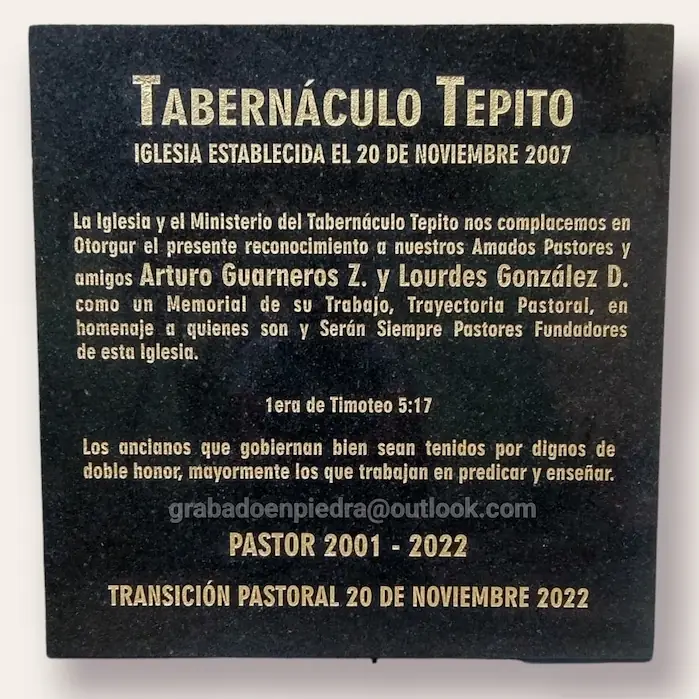 TABERNÁCULO TEPITO
IGLESIA ESTABLECIDA EL 20 DE NOVIEMBRE 2007
La Iglesia y el Ministerio del Tabernáculo Tepito nos complacemos en
Otorgar el presente reconocimiento a nuestros Amados Pastores y
amigos Arturo Guarneros Z. y Lourdes González D.
como un Memorial de su Trabajo, Trayectoria Pastoral, en
homenaje a quienes son y Serán Siempre Pastores Fundadores
de esta Iglesia.
1era de Timoteo 5:17
Los ancianos que gobiernan bien sean tenidos por dignos de
doble honor, mayormente los que trabajan en predicar y enseñar.
grabadoenpiedra@outlook.com
PASTOR 2001 - 2022
TRANSICIÓN PASTORAL 20 DE NOVIEMBRE 2022